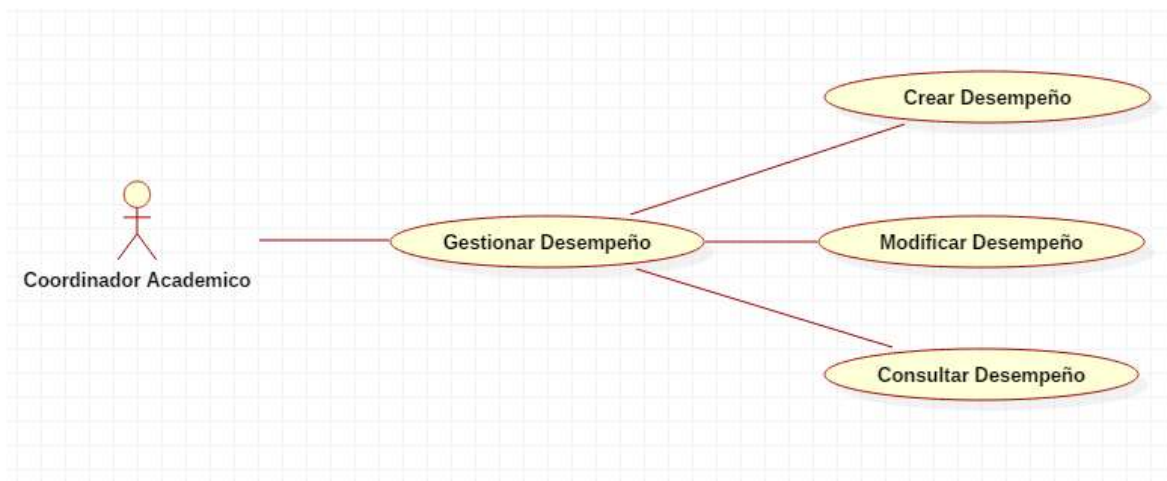 Crear Desempeño
Coordinador Academico
Gestionar Desempeño
Modificar Desempeño
Consultar Desempeño